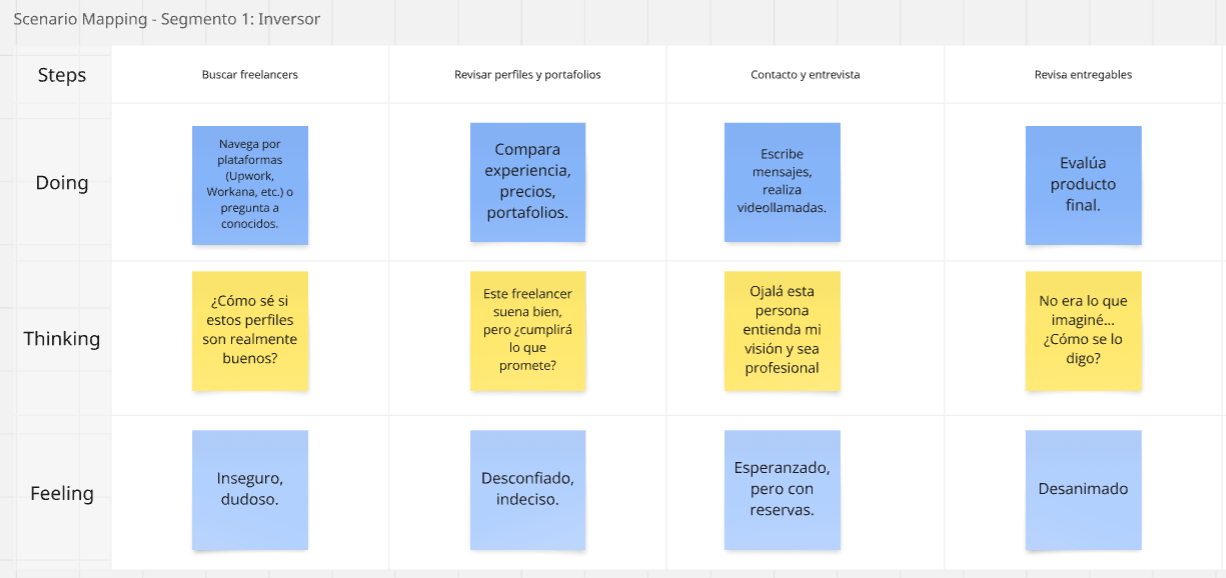 Scenario Mapping - Segmento 1: Inversor
Steps
Buscar freelancers
Revisar perfiles y portafolios
Contacto y entrevista
Revisa entregables
Doing
Navega por
plataformas
(Upwork,
Workana, etc.) o
pregunta a
conocidos.
Compara
experiencia,
precios,
portafolios.
Escribe
mensajes,
realiza
videollamadas.
Evalúa
producto
final.
Thinking
¿Cómo sé si
estos perfiles
son realmente
buenos?
Este freelancer
suena bien,
pero ¿cumplirá
lo que
promete?
Ojalá esta
persona
entienda mi
visión y sea
profesional
No era lo que
imaginé...
¿Cómo se lo
digo?
Feeling
Inseguro,
dudoso.
Desconfiado,
indeciso.
Esperanzado,
pero con
reservas.
Desanimado